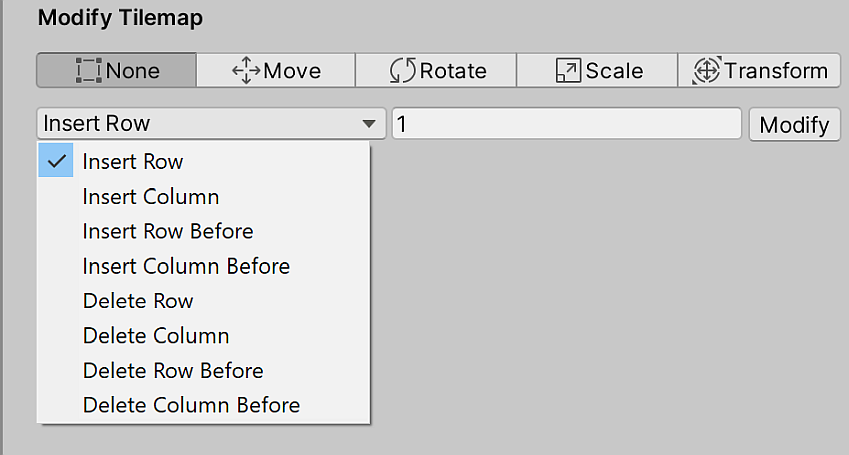 Modify Tilemap
None Move Rotate Scale Transform
Insert Row 1 Modify
Insert Row
Insert Column
Insert Row Before
Insert Column Before
Delete Row
Delete Column
Delete Row Before
Delete Column Before